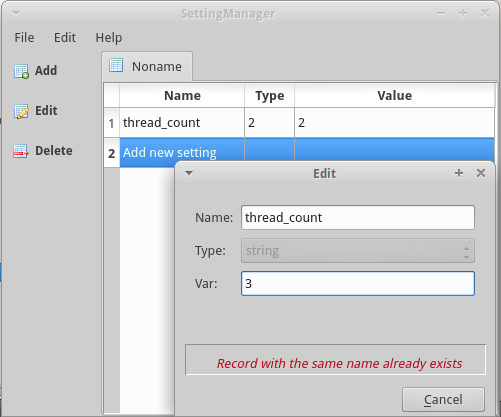 SettingManager
File Edit Help
Add
Edit
Delete
Noname
Name Type Value
1 thread_count 2 2
2 Add new setting
Edit
Name: thread_count
Type: string
Var: 3
Record with the same name already exists
Cancel